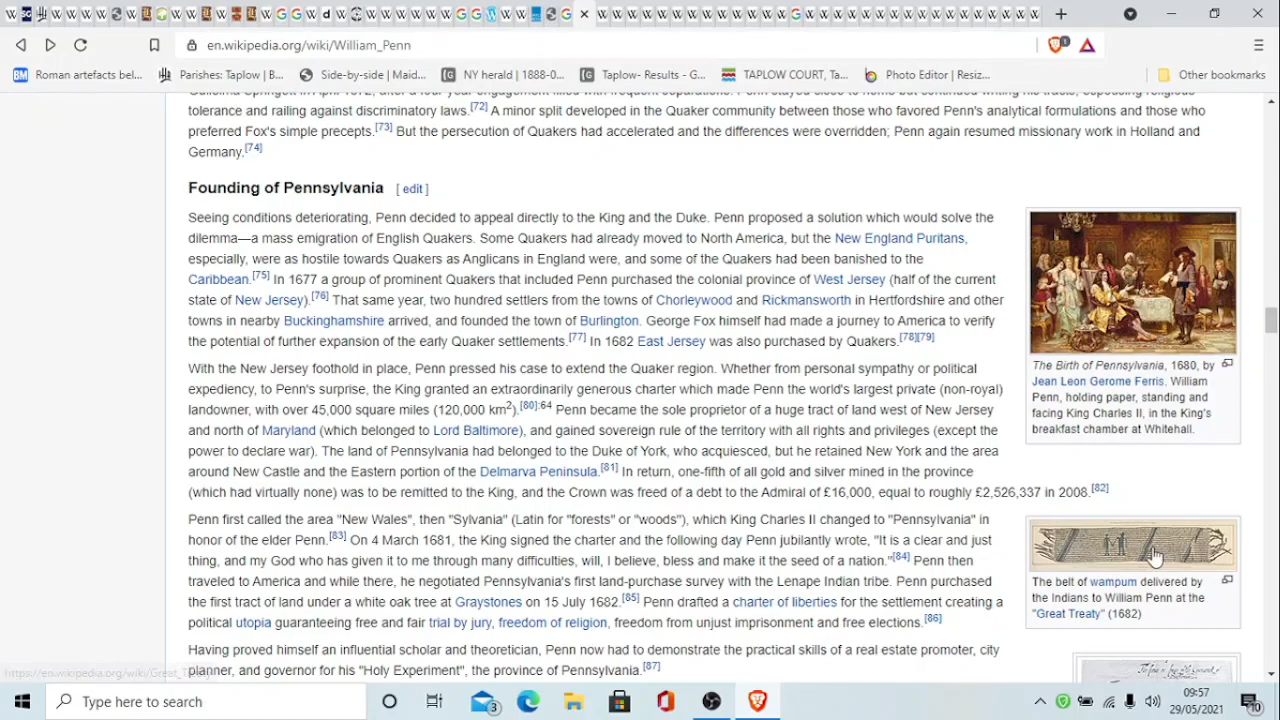 en.wikipedia.org/wiki/William_Penn
Roman artefacts bel...
Parishes: Taplow | B...
Side-by-side | Maid...
NY herald | 1888-0...
Taplow- Results - G...
TAPLOW COURT, Ta...
Photo Editor | Resiz...
Other bookmarks
tolerance and railing against discriminatory laws.[72] A minor split developed in the Quaker community between those who favored Penn's analytical formulations and those who
preferred Fox's simple precepts.[73] But the persecution of Quakers had accelerated and the differences were overridden; Penn again resumed missionary work in Holland and
Germany.[74]
Founding of Pennsylvania [ edit ]
Seeing conditions deteriorating, Penn decided to appeal directly to the King and the Duke. Penn proposed a solution which would solve the
dilemma—a mass emigration of English Quakers. Some Quakers had already moved to North America, but the New England Puritans,
especially, were as hostile towards Quakers as Anglicans in England were, and some of the Quakers had been banished to the
Caribbean.[75] In 1677 a group of prominent Quakers that included Penn purchased the colonial province of West Jersey (half of the current
state of New Jersey).[76] That same year, two hundred settlers from the towns of Chorleywood and Rickmansworth in Hertfordshire and other
towns in nearby Buckinghamshire arrived, and founded the town of Burlington. George Fox himself had made a journey to America to verify
the potential of further expansion of the early Quaker settlements.[77] In 1682 East Jersey was also purchased by Quakers.[78][79]
With the New Jersey foothold in place, Penn pressed his case to extend the Quaker region. Whether from personal sympathy or political
expediency, to Penn's surprise, the King granted an extraordinarily generous charter which made Penn the world's largest private (non-royal)
landowner, with over 45,000 square miles (120,000 km2).[80]:64 Penn became the sole proprietor of a huge tract of land west of New Jersey
and north of Maryland (which belonged to Lord Baltimore), and gained sovereign rule of the territory with all rights and privileges (except the
power to declare war). The land of Pennsylvania had belonged to the Duke of York, who acquiesced, but he retained New York and the area
around New Castle and the Eastern portion of the Delmarva Peninsula.[81] In return, one-fifth of all gold and silver mined in the province
(which had virtually none) was to be remitted to the King, and the Crown was freed of a debt to the Admiral of £16,000, equal to roughly £2,526,337 in 2008.[82]
Penn first called the area "New Wales", then "Sylvania" (Latin for "forests" or "woods"), which King Charles II changed to "Pennsylvania" in
honor of the elder Penn.[83] On 4 March 1681, the King signed the charter and the following day Penn jubilantly wrote, "It is a clear and just
thing, and my God who has given it to me through many difficulties, will, I believe, bless and make it the seed of a nation."[84] Penn then
traveled to America and while there, he negotiated Pennsylvania's first land-purchase survey with the Lenape Indian tribe. Penn purchased
the first tract of land under a white oak tree at Graystones on 15 July 1682.[85] Penn drafted a charter of liberties for the settlement creating a
political utopia guaranteeing free and fair trial by jury, freedom of religion, freedom from unjust imprisonment and free elections.[86]
Having proved himself an influential scholar and theoretician, Penn now had to demonstrate the practical skills of a real estate promoter, city
planner, and governor for his "Holy Experiment", the province of Pennsylvania.[87]
The Birth of Pennsylvania, 1680, by
Jean Leon Gerome Ferris. William
Penn, holding paper, standing and
facing King Charles II, in the King's
breakfast chamber at Whitehall.
The belt of wampum delivered by
the Indians to William Penn at the
"Great Treaty" (1682)
Type here to search
3
09:57
29/05/2021
10